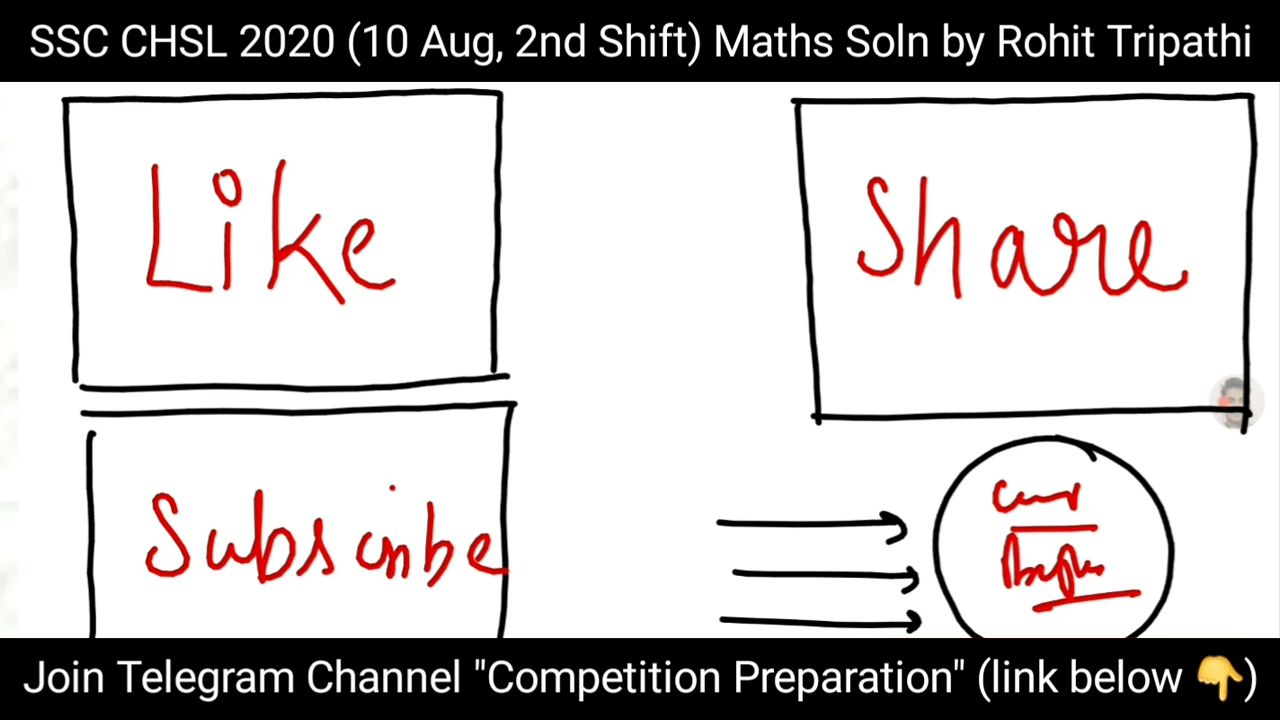 SSC CHSL 2020 (10 Aug, 2nd Shift) Maths Soln by Rohit Tripathi
Like
Share
Subscribe
Join Telegram Channel "Competition Preparation" (link below 👇)